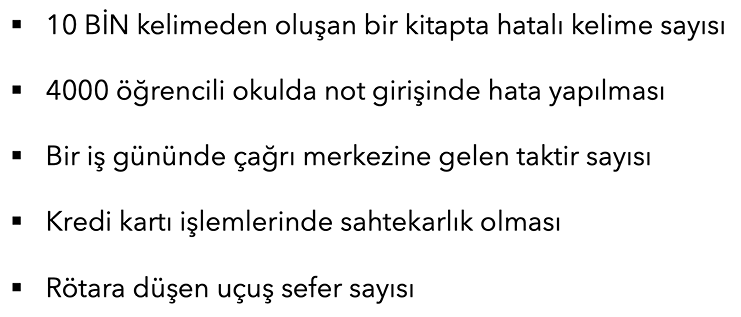 ▪ 10 BİN kelimeden oluşan bir kitapta hatalı kelime sayısı
▪ 4000 öğrencili okulda not girişinde hata yapılması
▪ Bir iş gününde çağrı merkezine gelen taktir sayısı
▪ Kredi kartı işlemlerinde sahtekarlık olması
▪ Rötara düşen uçuş sefer sayısı